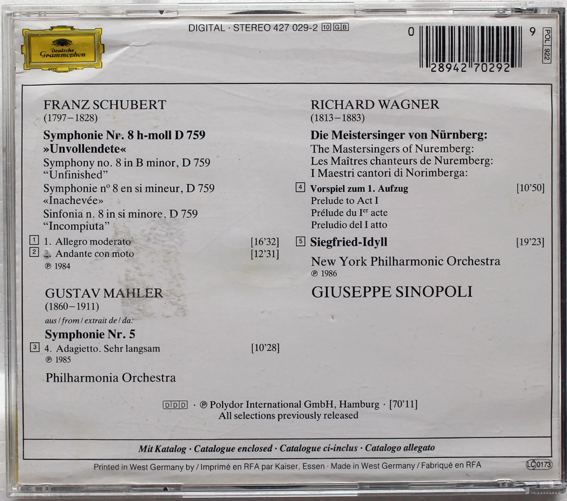 Deutsche
Grammophon
DIGITAL · STEREO 427 029-2 10 GB
0 28942 70292 9
POL 922
FRANZ SCHUBERT
(1797–1828)
Symphonie Nr. 8 h-moll D 759
»Unvollendete«
Symphony no. 8 in B minor, D 759
“Unfinished”
Symphonie nº 8 en si mineur, D 759
«Inachevée»
Sinfonia n. 8 in si minore, D 759
“Incompiuta”
1 1. Allegro moderato [16'32]
2 2. Andante con moto [12'31]
℗ 1984
GUSTAV MAHLER
(1860–1911)
aus/from/extrait de/da:
Symphonie Nr. 5
3 4. Adagietto. Sehr langsam [10'28]
℗ 1985
Philharmonia Orchestra
RICHARD WAGNER
(1813–1883)
Die Meistersinger von Nürnberg:
The Mastersingers of Nuremberg:
Les Maîtres chanteurs de Nuremberg:
I Maestri cantori di Norimberga:
4 Vorspiel zum 1. Aufzug [10'50]
Prelude to Act I
Prélude du Ier acte
Preludio del I atto
5 Siegfried-Idyll [19'23]
New York Philharmonic Orchestra
℗ 1986
GIUSEPPE SINOPOLI
DDD · ℗ Polydor International GmbH, Hamburg · [70'11]
All selections previously released
Mit Katalog · Catalogue enclosed · Catalogue ci-inclus · Catalogo allegato
Printed in West Germany by / Imprimé en RFA par Kaiser, Essen · Made in West Germany / Fabriqué en RFA
LC 0173